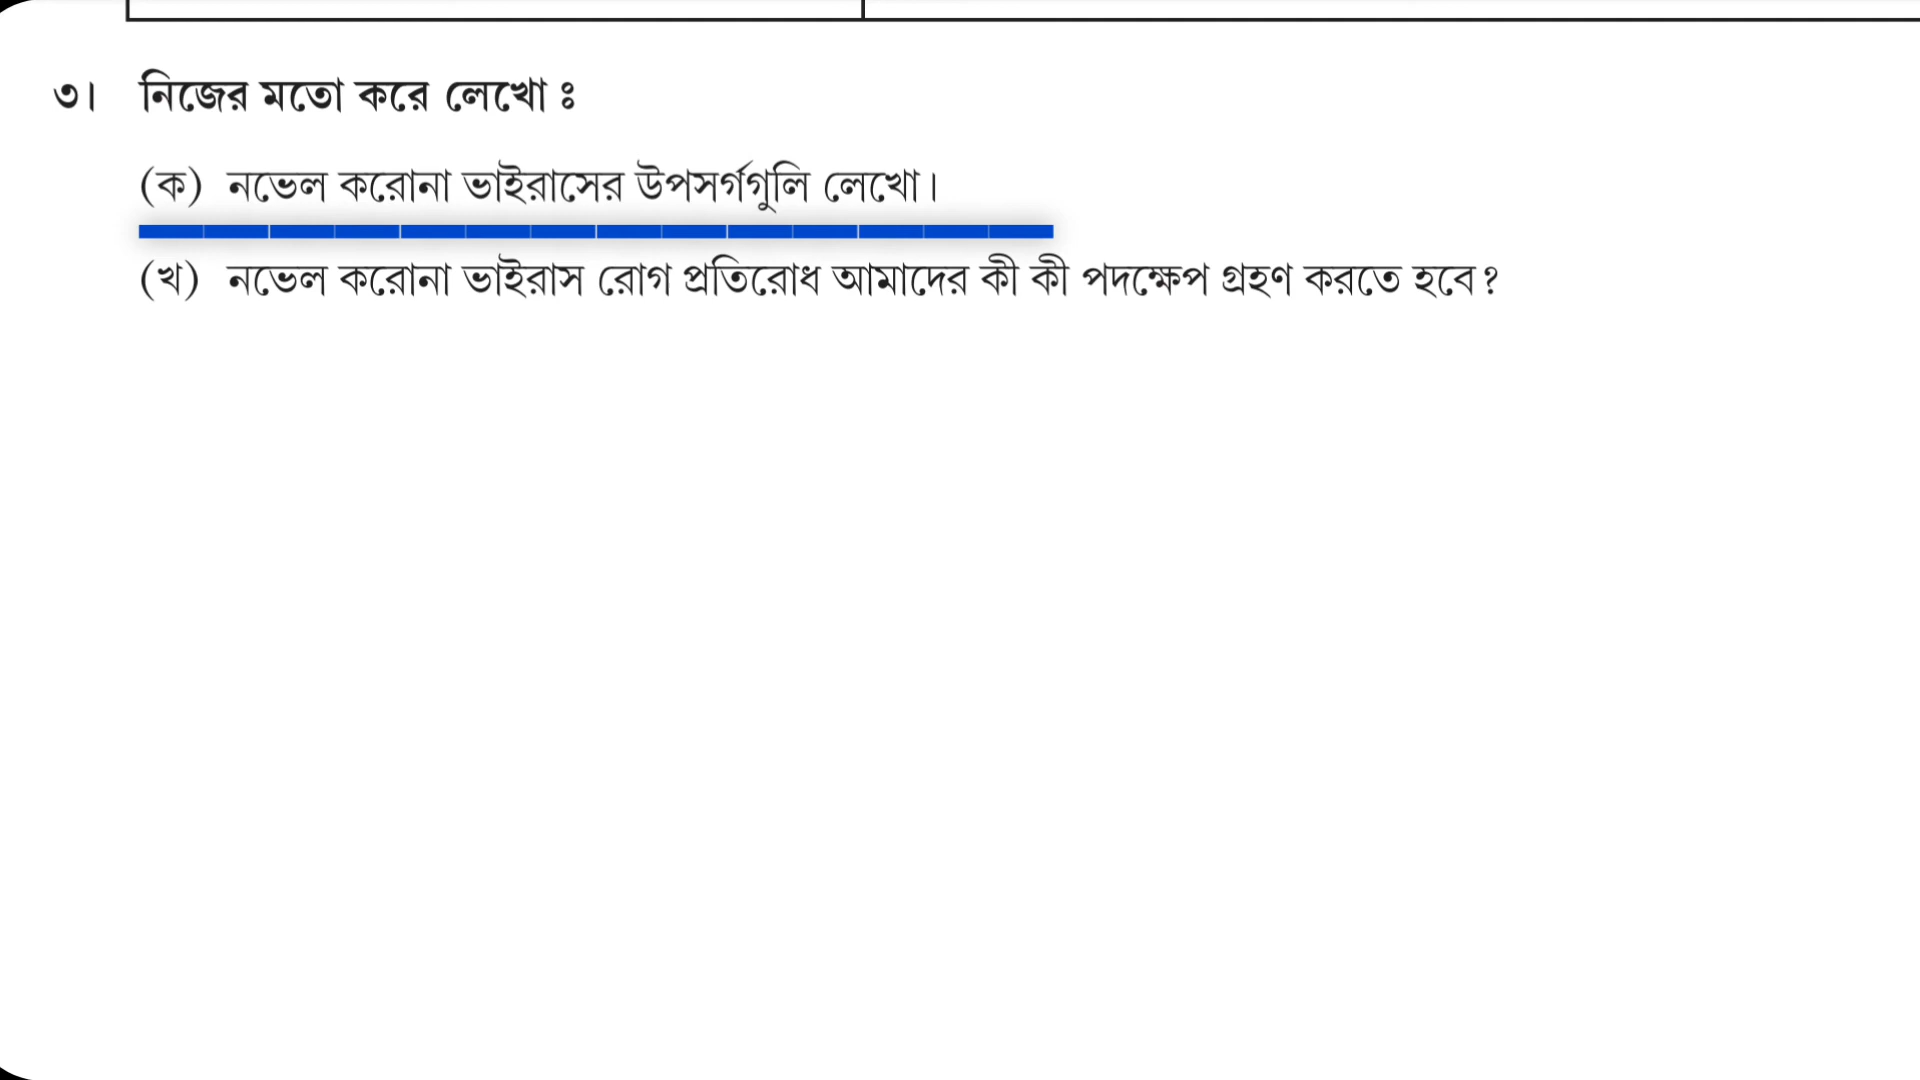 ৩। নিজের মতো করে লেখো ঃ
(ক) নভেল করোনা ভাইরাসের উপসর্গগুলি লেখো।
(খ) নভেল করোনা ভাইরাস রোগ প্রতিরোধ আমাদের কী কী পদক্ষেপ গ্রহণ করতে হবে?